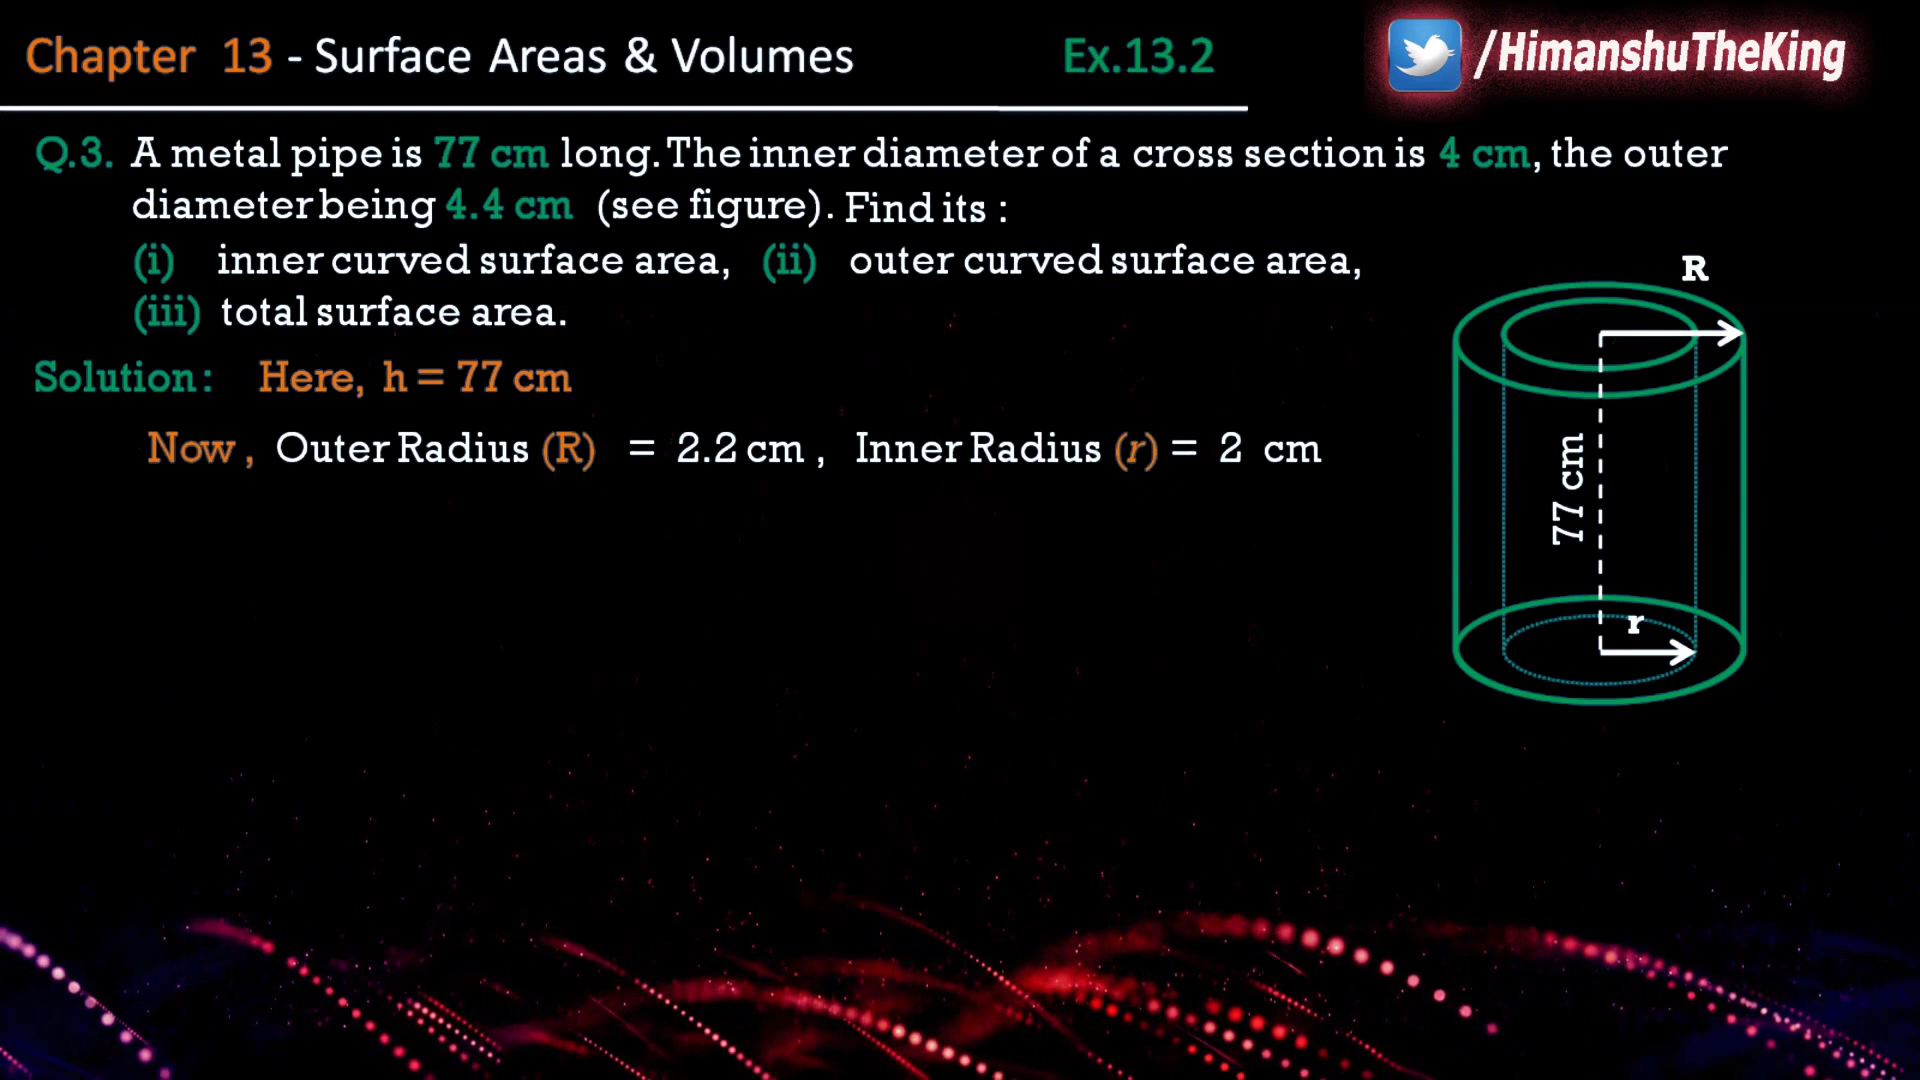 Chapter 13 - Surface Areas & Volumes Ex.13.2
/HimanshuTheKing
Q.3. A metal pipe is 77 cm long. The inner diameter of a cross section is 4 cm, the outer
diameter being 4.4 cm (see figure). Find its :
(i) inner curved surface area, (ii) outer curved surface area,
(iii) total surface area.
R
Solution: Here, h = 77 cm
Now , Outer Radius (R) = 2.2 cm , Inner Radius (r) = 2 cm
77 cm
r